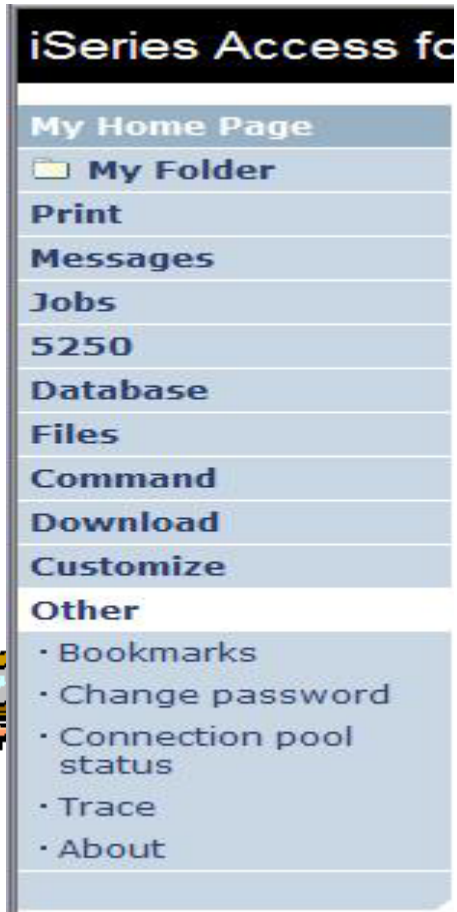 iSeries Access fo
My Home Page
My Folder
Print
Messages
Jobs
5250
Database
Files
Command
Download
Customize
Other
· Bookmarks
· Change password
· Connection pool
status
· Trace
· About